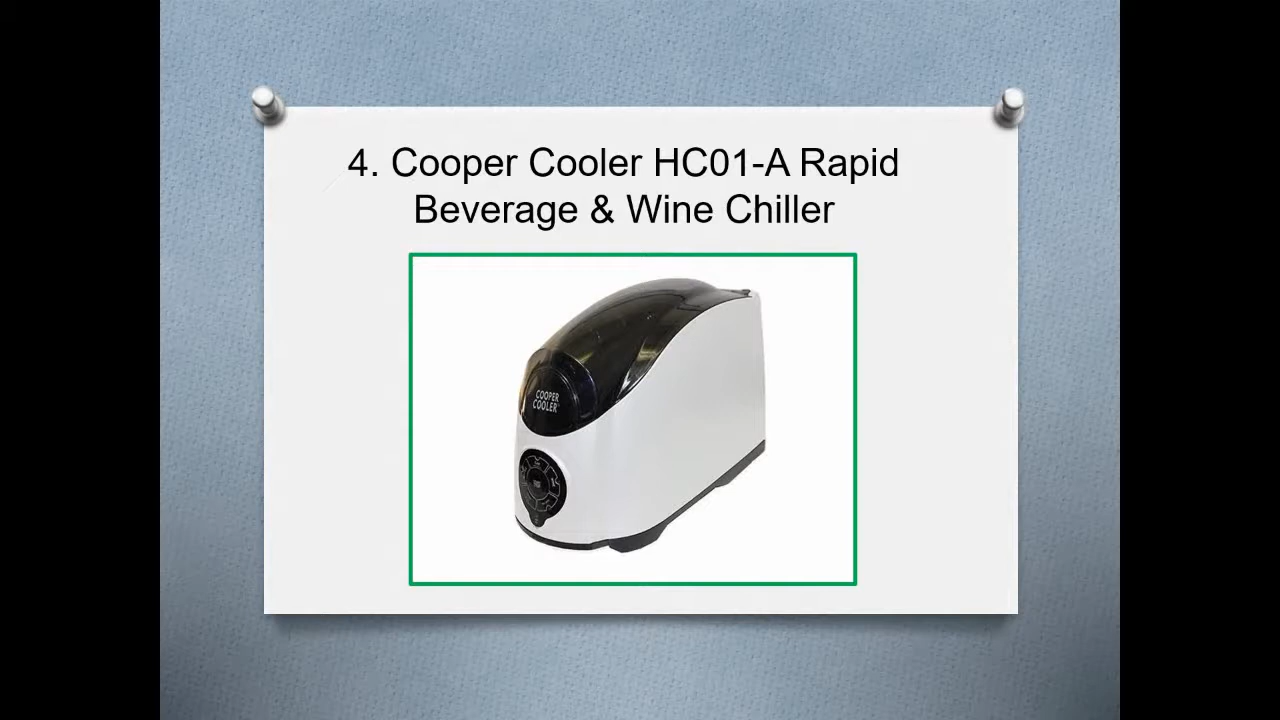 4. Cooper Cooler HC01-A Rapid
Beverage & Wine Chiller
COOPER
COOLER